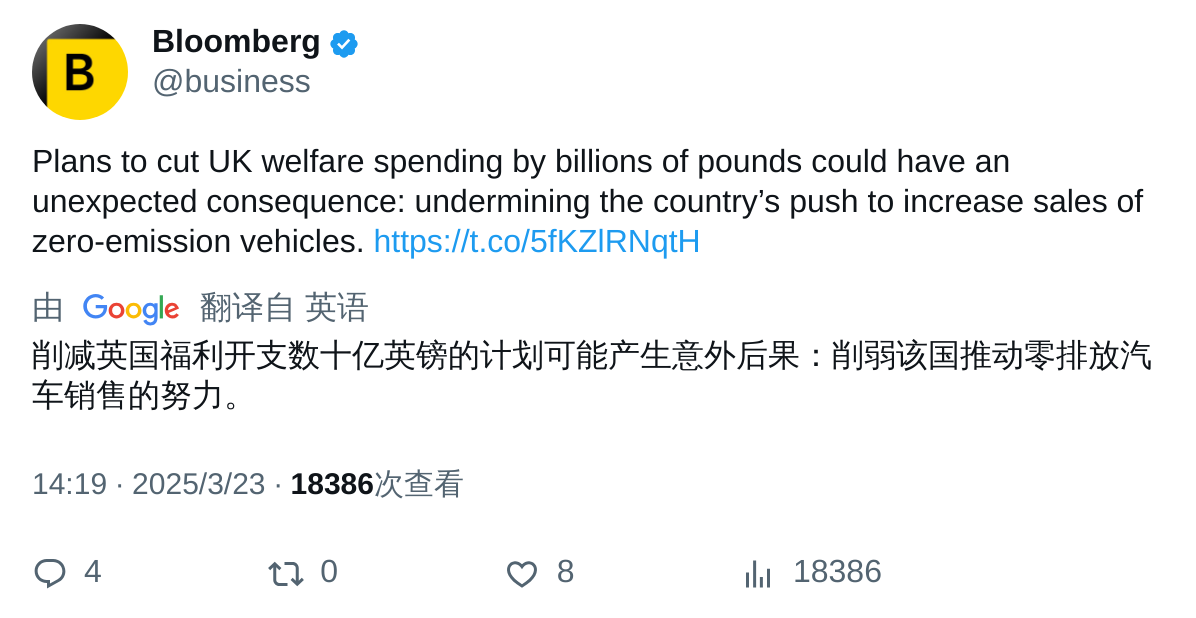 B
Bloomberg
@business
Plans to cut UK welfare spending by billions of pounds could have an
unexpected consequence: undermining the country’s push to increase sales of
zero-emission vehicles. https://t.co/5fKZlRNqtH
由 Google 翻译自 英语
削减英国福利开支数十亿英镑的计划可能产生意外后果：削弱该国推动零排放汽
车销售的努力。
14:19 · 2025/3/23 · 18386次查看
4 0 8 18386